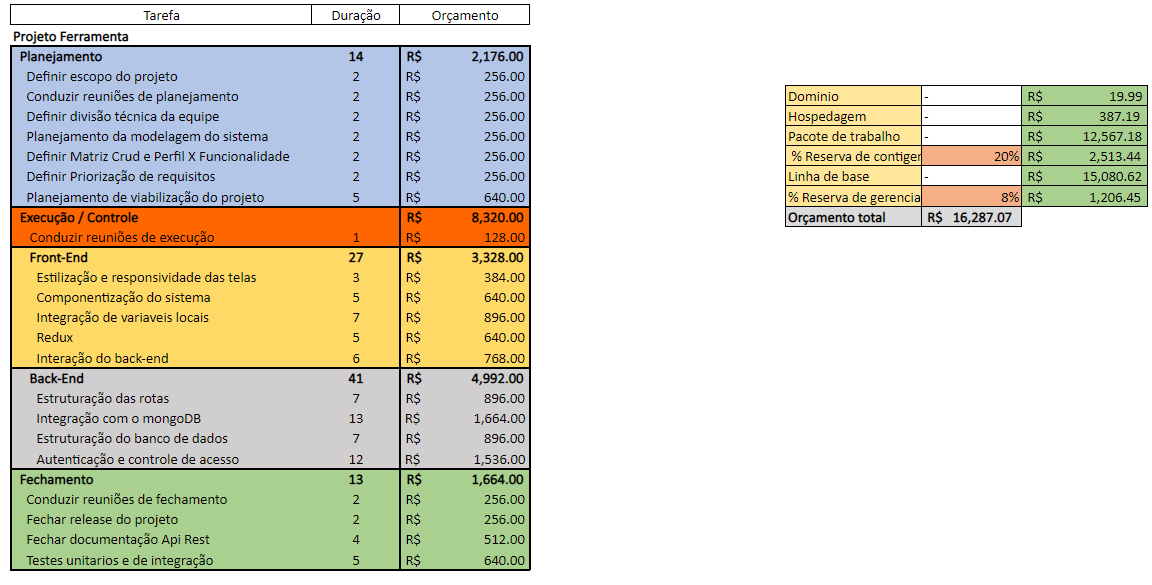 Tarefa Duração Orçamento
Projeto Ferramenta
Planejamento 14 R$ 2,176.00
Definir escopo do projeto 2 R$ 256.00
Conduzir reuniões de planejamento 2 R$ 256.00
Definir divisão técnica da equipe 2 R$ 256.00
Planejamento da modelagem do sistema 2 R$ 256.00
Definir Matriz Crud e Perfil X Funcionalidade 2 R$ 256.00
Definir Priorização de requisitos 2 R$ 256.00
Planejamento de viabilização do projeto 5 R$ 640.00
Execução / Controle R$ 8,320.00
Conduzir reuniões de execução 1 R$ 128.00
Front-End 27 R$ 3,328.00
Estilização e responsividade das telas 3 R$ 384.00
Componentização do sistema 5 R$ 640.00
Integração de variaveis locais 7 R$ 896.00
Redux 5 R$ 640.00
Interação do back-end 6 R$ 768.00
Back-End 41 R$ 4,992.00
Estruturação das rotas 7 R$ 896.00
Integração com o mongoDB 13 R$ 1,664.00
Estruturação do banco de dados 7 R$ 896.00
Autenticação e controle de acesso 12 R$ 1,536.00
Fechamento 13 R$ 1,664.00
Conduzir reuniões de fechamento 2 R$ 256.00
Fechar release do projeto 2 R$ 256.00
Fechar documentação Api Rest 4 R$ 512.00
Testes unitarios e de integração 5 R$ 640.00
Dominio - R$ 19.99
Hospedagem - R$ 387.19
Pacote de trabalho - R$ 12,567.18
% Reserva de contiger 20% R$ 2,513.44
Linha de base - R$ 15,080.62
% Reserva de gerencia 8% R$ 1,206.45
Orçamento total R$ 16,287.07